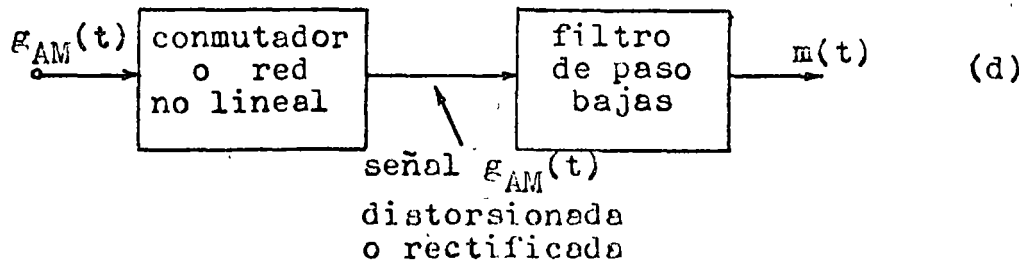 g_AM(t)
conmutador
o red
no lineal
filtro
de paso
bajas
m(t)
(d)
señal g_AM(t)
distorsionada
o rectificada